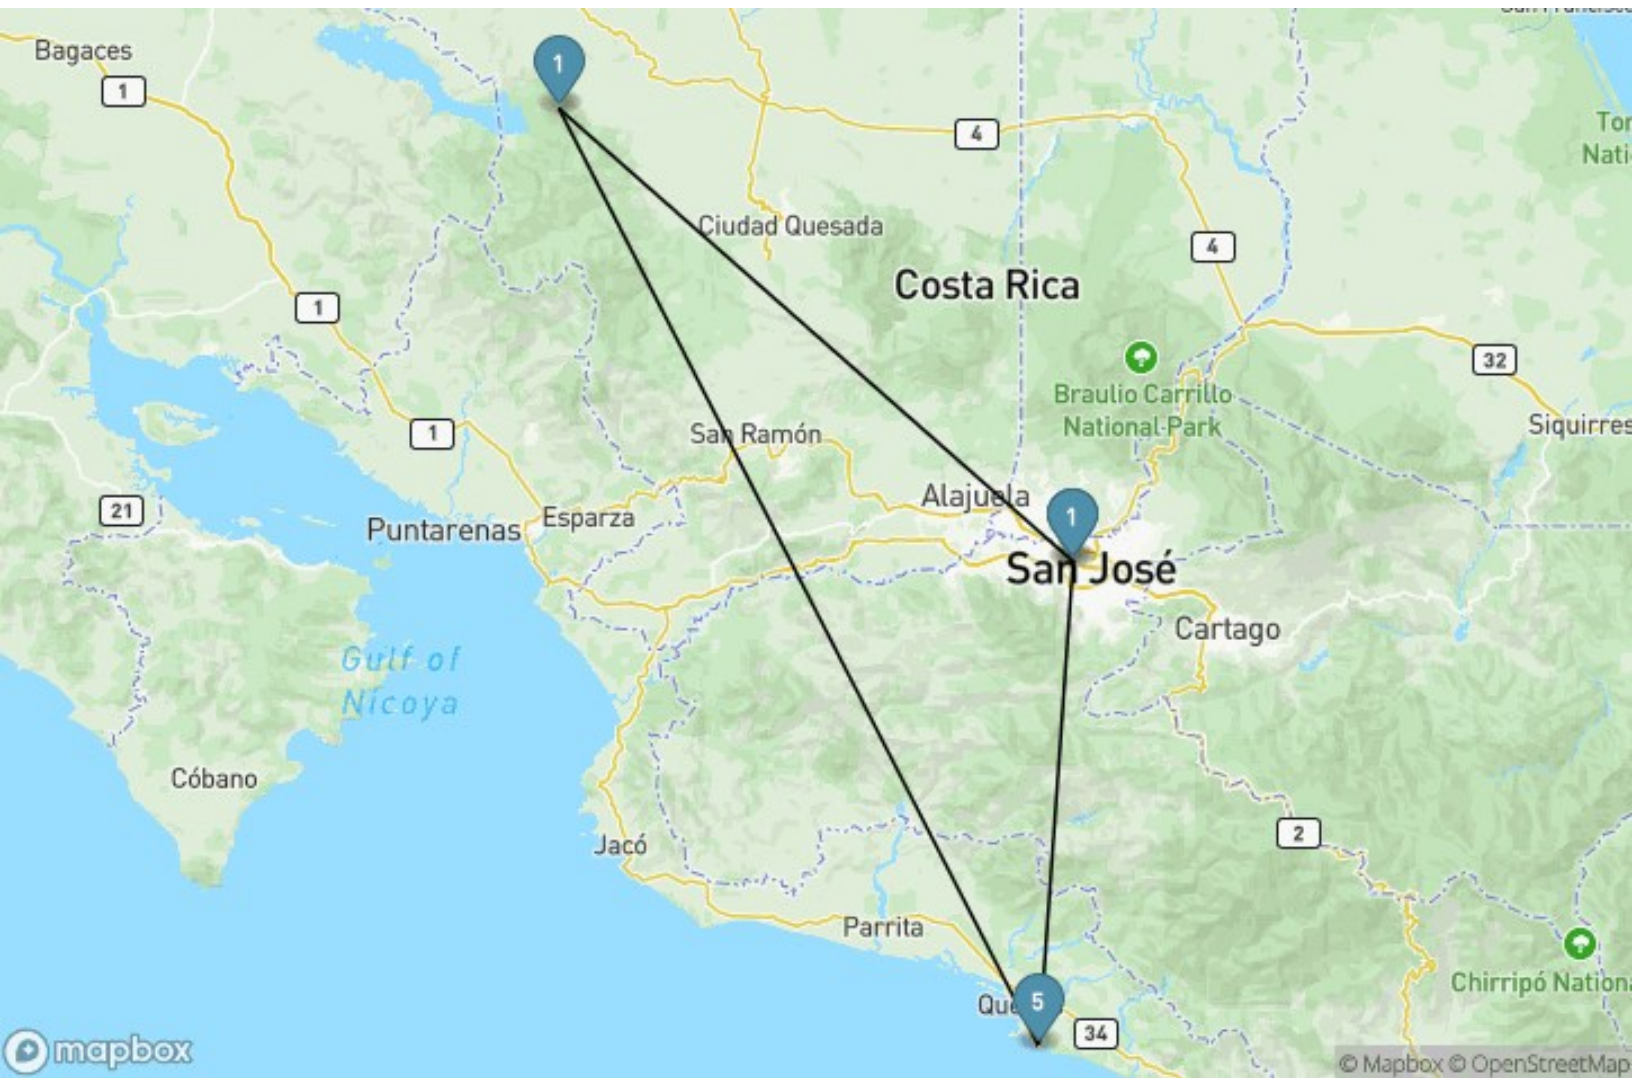 Bagaces
1
1
4
Ciudad Quesada
4
Costa Rica
1
32
Braulio Carrillo
National Park
1
San Ramón
Siquirres
21
Alajuela
1
Puntarenas
Esparza
San José
Cartago
Gulf of
Nicoya
Cóbano
2
Jacó
Parrita
Chirripó
5
34
mapbox
© Mapbox © OpenStreetMap